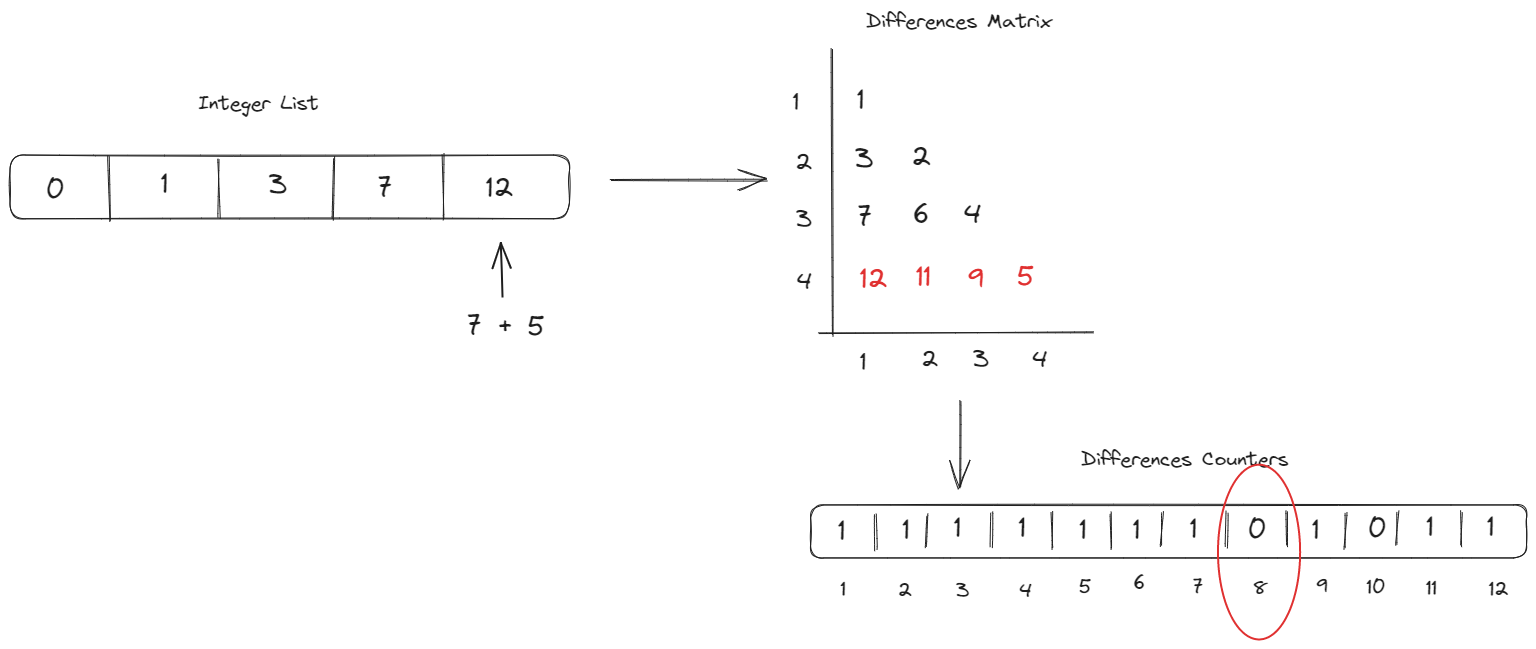 Differences Matrix
Integer List
0 1 3 7 12
7 + 5
1 1
2 3 2
3 7 6 4
4 12 11 9 5
1 2 3 4
Differences Counters
1 1 1 1 1 1 1 0 1 0 1 1
1 2 3 4 5 6 7 8 9 10 11 12